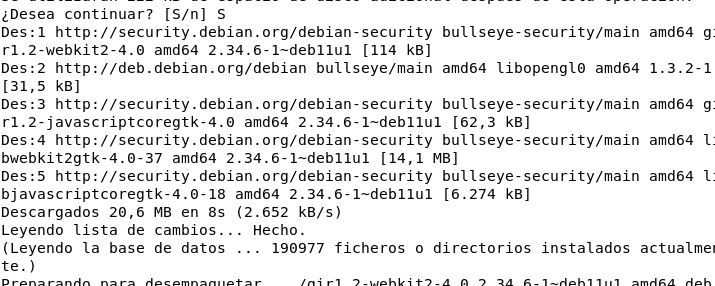 ¿Desea continuar? [S/n] S
Des:1 http://security.debian.org/debian-security bullseye-security/main amd64 gi
r1.2-webkit2-4.0 amd64 2.34.6-1~deb11u1 [114 kB]
Des:2 http://deb.debian.org/debian bullseye/main amd64 libopengl0 amd64 1.3.2-1
[31,5 kB]
Des:3 http://security.debian.org/debian-security bullseye-security/main amd64 gi
r1.2-javascriptcoregtk-4.0 amd64 2.34.6-1~deb11u1 [62,3 kB]
Des:4 http://security.debian.org/debian-security bullseye-security/main amd64 li
bwebkit2gtk-4.0-37 amd64 2.34.6-1~deb11u1 [14,1 MB]
Des:5 http://security.debian.org/debian-security bullseye-security/main amd64 li
bjavascriptcoregtk-4.0-18 amd64 2.34.6-1~deb11u1 [6.274 kB]
Descargados 20,6 MB en 8s (2.652 kB/s)
Leyendo lista de cambios... Hecho.
(Leyendo la base de datos ... 190977 ficheros o directorios instalados actualmen
te.)
Preparando para desempaquetar .../gir1.2-webkit2-4.0_2.34.6-1~deb11u1_amd64.deb